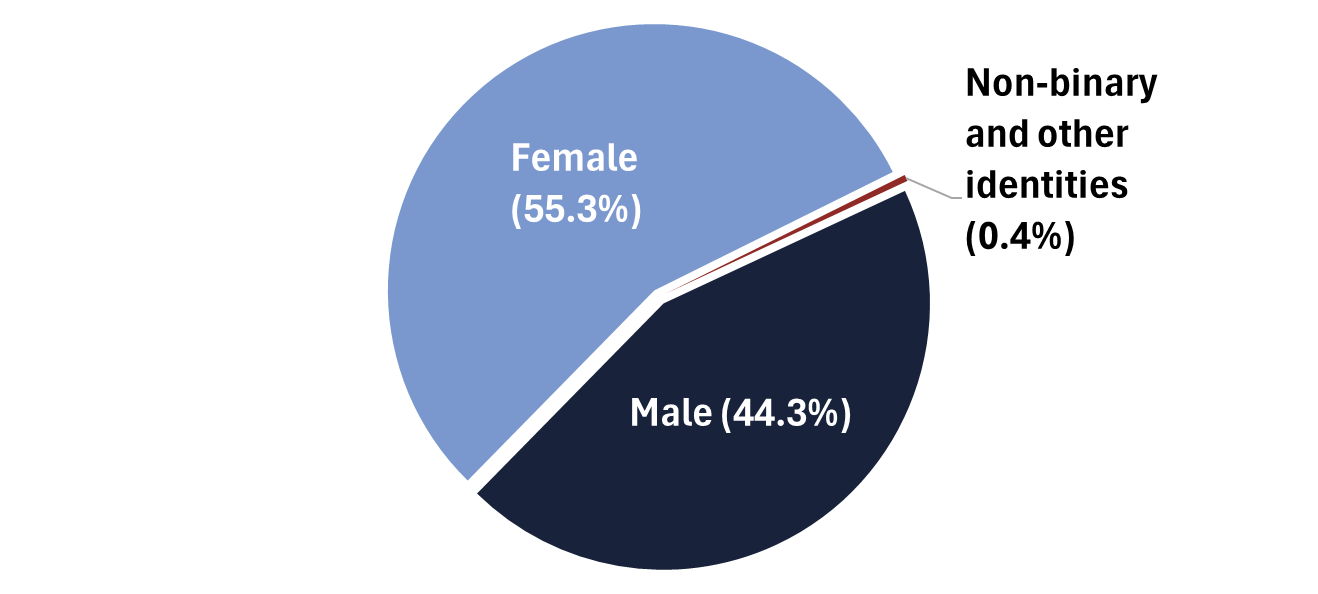 Female
(55.3%)
Non-binary
and other
identities
(0.4%)
Male (44.3%)